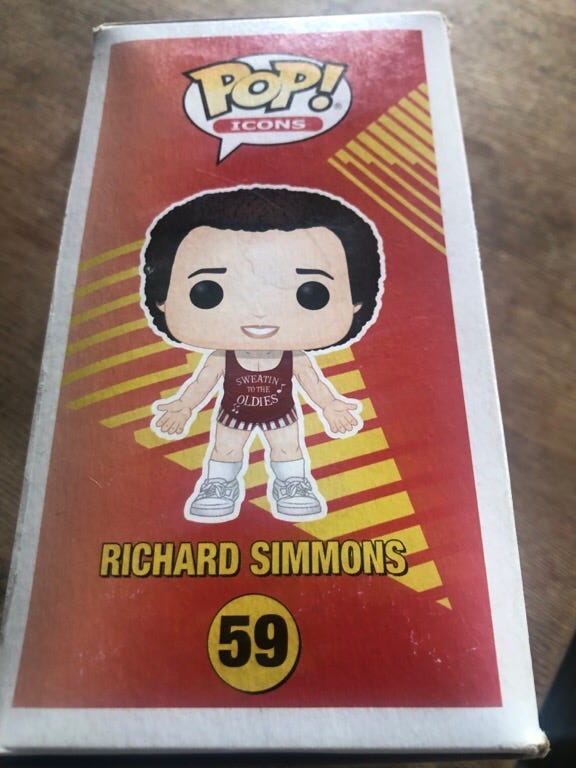 POP!®
ICONS
SWEATIN'
TO THE
OLDIES
RICHARD SIMMONS
59